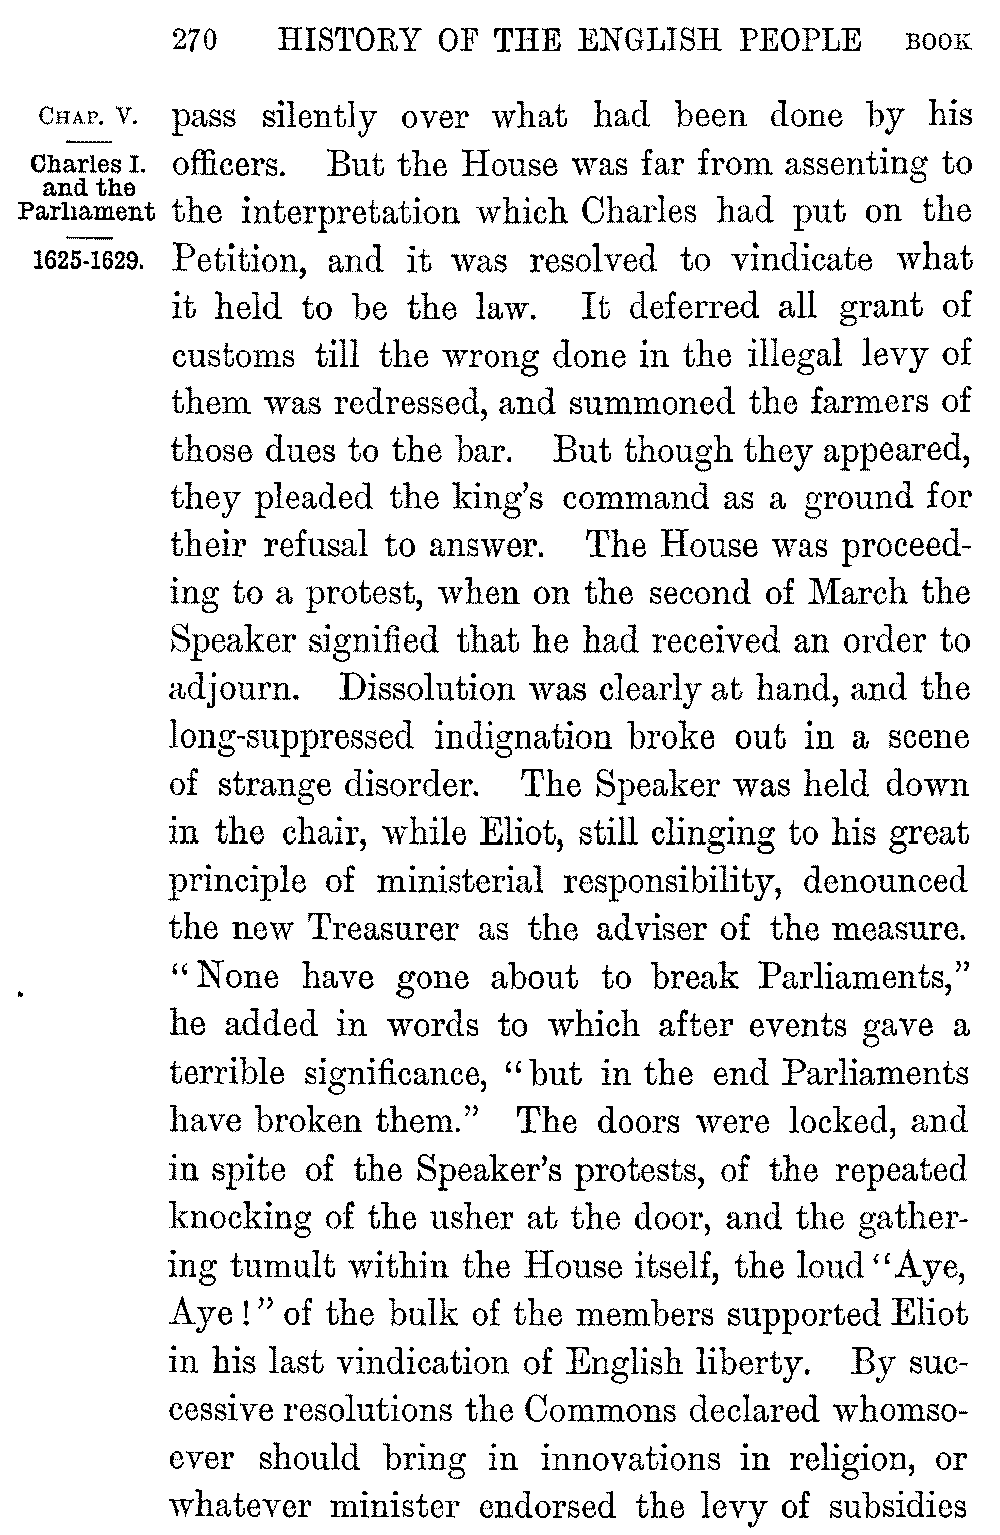 270 HISTORY OF THE ENGLISH PEOPLE BOOK
CHAP. V.
Charles I.
and the
Parliament
1625-1629.
pass silently over what had been done by his
officers. But the House was far from assenting to
the interpretation which Charles had put on the
Petition, and it was resolved to vindicate what
it held to be the law. It deferred all grant of
customs till the wrong done in the illegal levy of
them was redressed, and summoned the farmers of
those dues to the bar. But though they appeared,
they pleaded the king's command as a ground for
their refusal to answer. The House was proceed-
ing to a protest, when on the second of March the
Speaker signified that he had received an order to
adjourn. Dissolution was clearly at hand, and the
long-suppressed indignation broke out in a scene
of strange disorder. The Speaker was held down
in the chair, while Eliot, still clinging to his great
principle of ministerial responsibility, denounced
the new Treasurer as the adviser of the measure.
"None have gone about to break Parliaments,"
he added in words to which after events gave a
terrible significance, "but in the end Parliaments
have broken them." The doors were locked, and
in spite of the Speaker's protests, of the repeated
knocking of the usher at the door, and the gather-
ing tumult within the House itself, the loud "Aye,
Aye!" of the bulk of the members supported Eliot
in his last vindication of English liberty. By suc-
cessive resolutions the Commons declared whomso-
ever should bring in innovations in religion, or
whatever minister endorsed the levy of subsidies